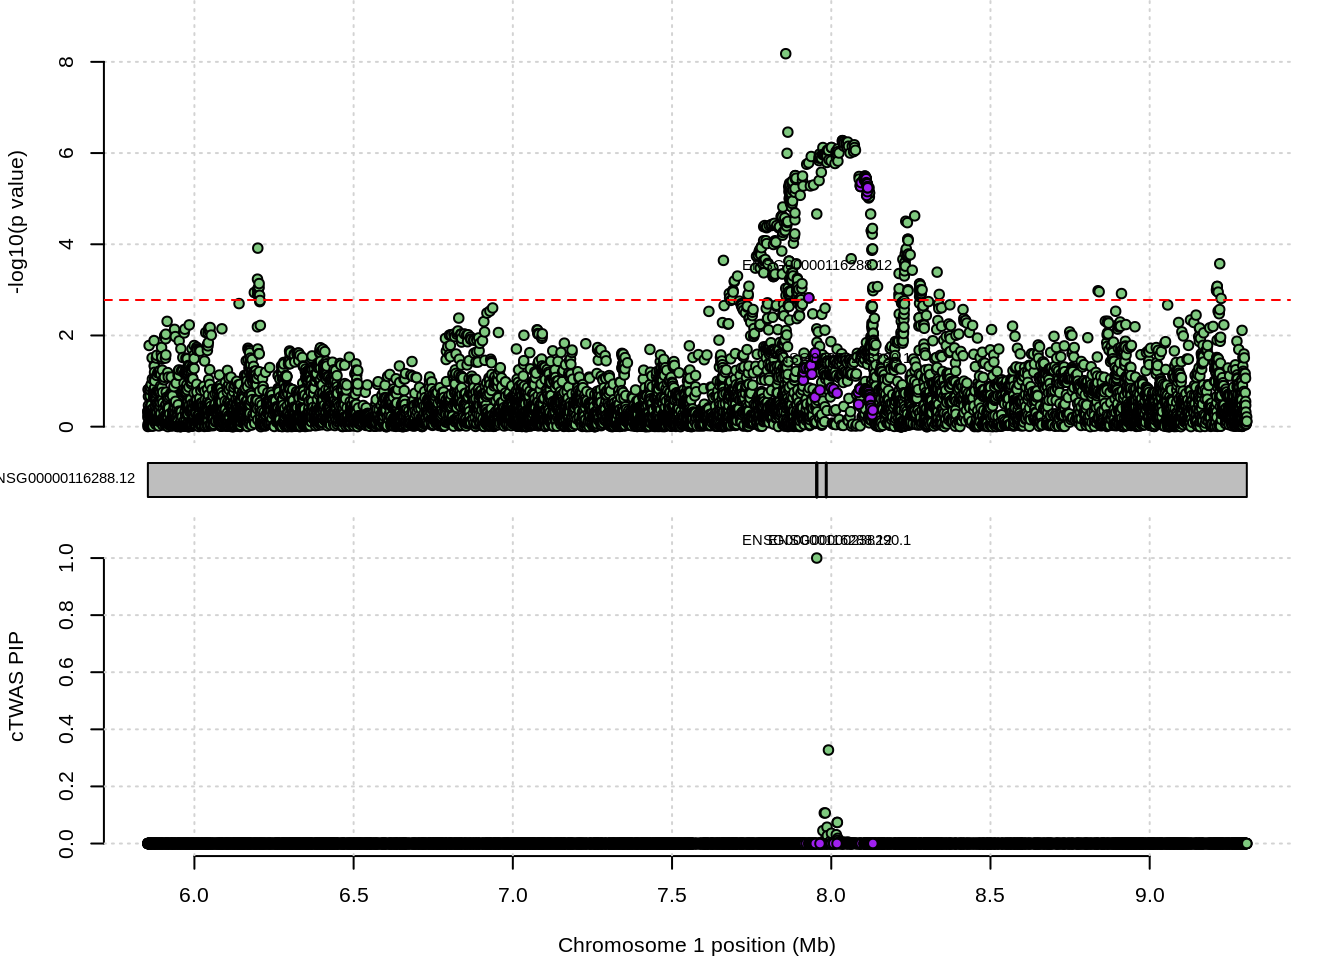 8
6
4
2
0
-log10(p value)
ENSG00000116288.12
NSG00000116288.12
1.0
0.8
0.6
0.4
0.2
0.0
cTWAS PIP
6.0 6.5 7.0 7.5 8.0 8.5 9.0
Chromosome 1 position (Mb)